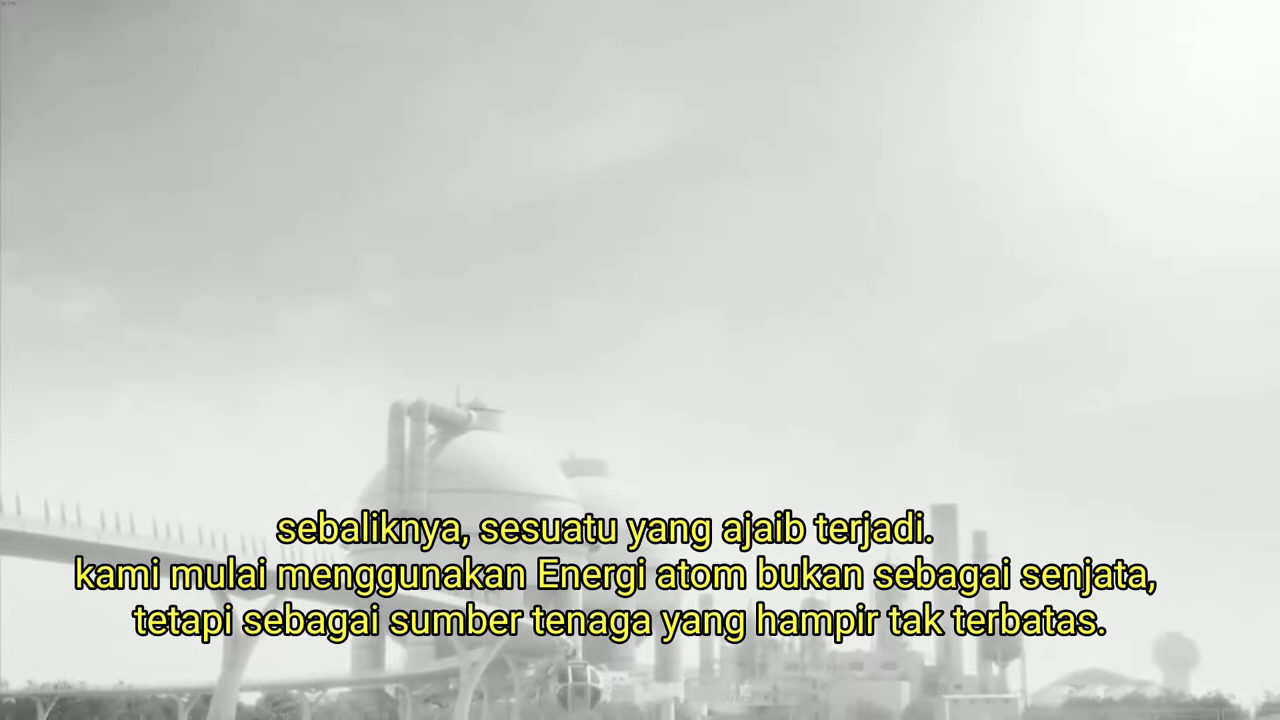 sebaliknya, sesuatu yang ajaib terjadi.
kami mulai menggunakan Energi atom bukan sebagai senjata,
tetapi sebagai sumber tenaga yang hampir tak terbatas.